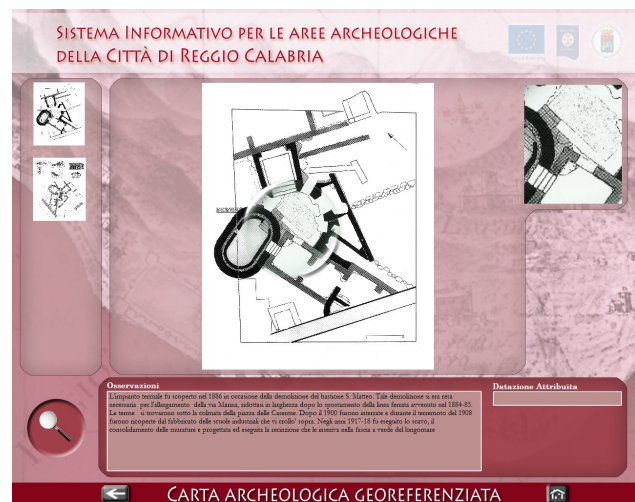 Sistema Informativo per le aree archeologiche
della Città di Reggio Calabria
Osservazioni
L'impianto termale fu scoperto nel 1886 in occasione della demolizione del bastione S. Matteo. Tale demolizione si era resa
necessaria per l'allargamento della via Marina, ridottasi in larghezza dopo lo spostamento della linea ferrata avvenuto nel 1884-85.
Le terme si trovarono sotto la colmata della piazza delle Caserme. Dopo il 1900 furono interrate e durante il terremoto del 1908
furono ricoperte dal fabbricato delle scuole industriali che vi crollo' sopra. Negli anni 1917-18 fu eseguito lo scavo, il
consolidamento delle murature e progettata ed eseguita la recinzione che le inseriva nella fascia a verde del lungomare
Datazione Attribuita
Carta archeologica georeferenziata